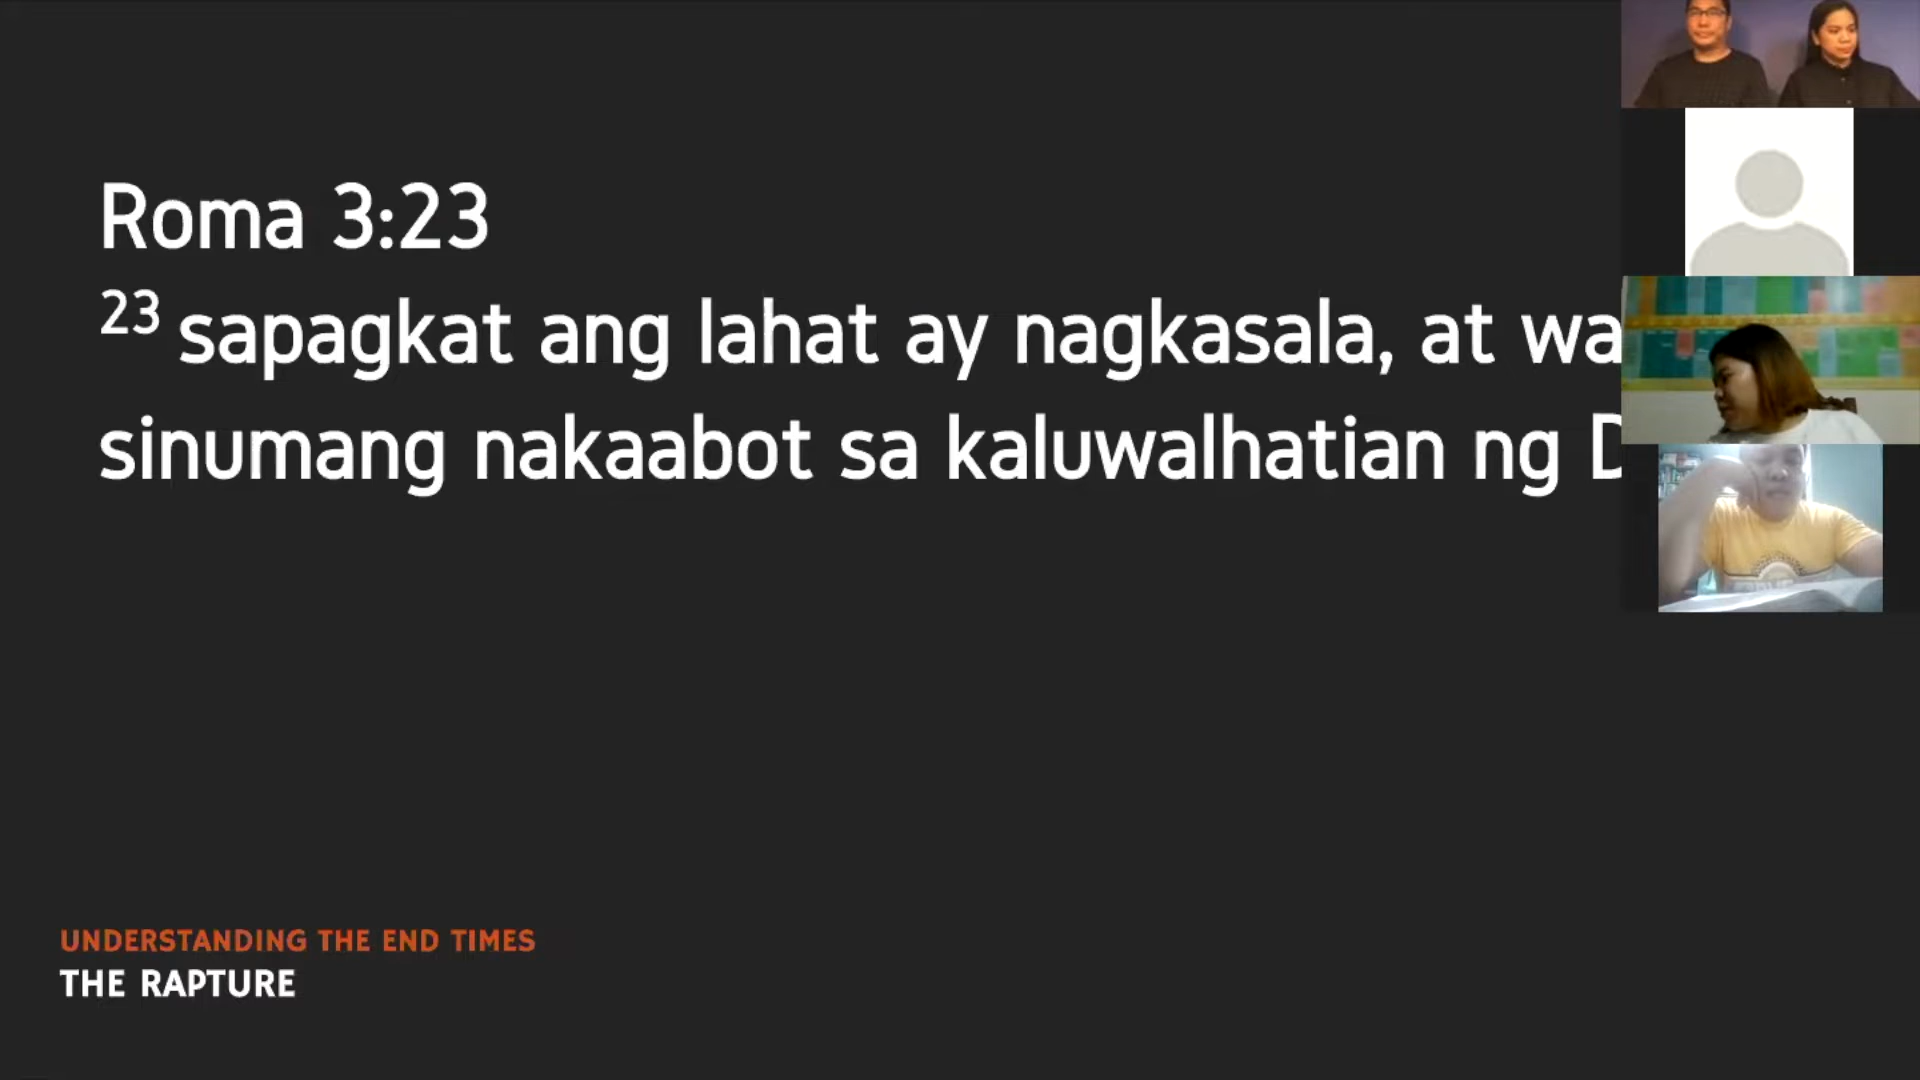 Roma 3:23
23 sapagkat ang lahat ay nagkasala, at wa
sinumang nakaabot sa kaluwalhatian ng D
UNDERSTANDING THE END TIMES
THE RAPTURE